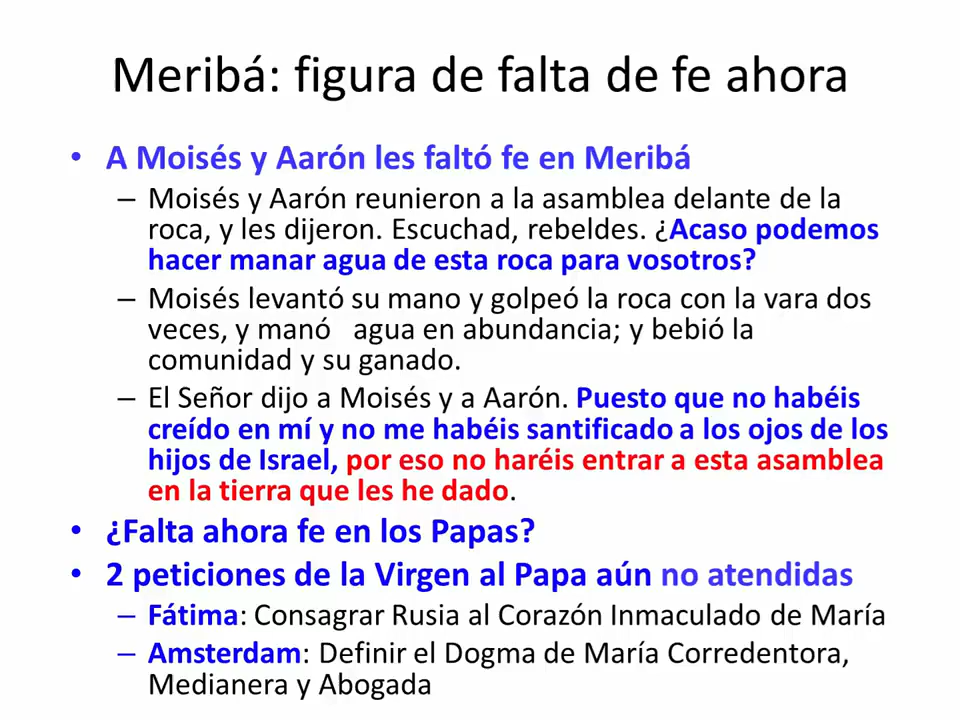 Meribá: figura de falta de fe ahora
• A Moisés y Aarón les faltó fe en Meribá
– Moisés y Aarón reunieron a la asamblea delante de la
roca, y les dijeron. Escuchad, rebeldes. ¿Acaso podemos
hacer manar agua de esta roca para vosotros?
– Moisés levantó su mano y golpeó la roca con la vara dos
veces, y manó agua en abundancia; y bebió la
comunidad y su ganado.
– El Señor dijo a Moisés y a Aarón. Puesto que no habéis
creído en mí y no me habéis santificado a los ojos de los
hijos de Israel, por eso no haréis entrar a esta asamblea
en la tierra que les he dado.
• ¿Falta ahora fe en los Papas?
• 2 peticiones de la Virgen al Papa aún no atendidas
– Fátima: Consagrar Rusia al Corazón Inmaculado de María
– Amsterdam: Definir el Dogma de María Corredentora,
Medianera y Abogada